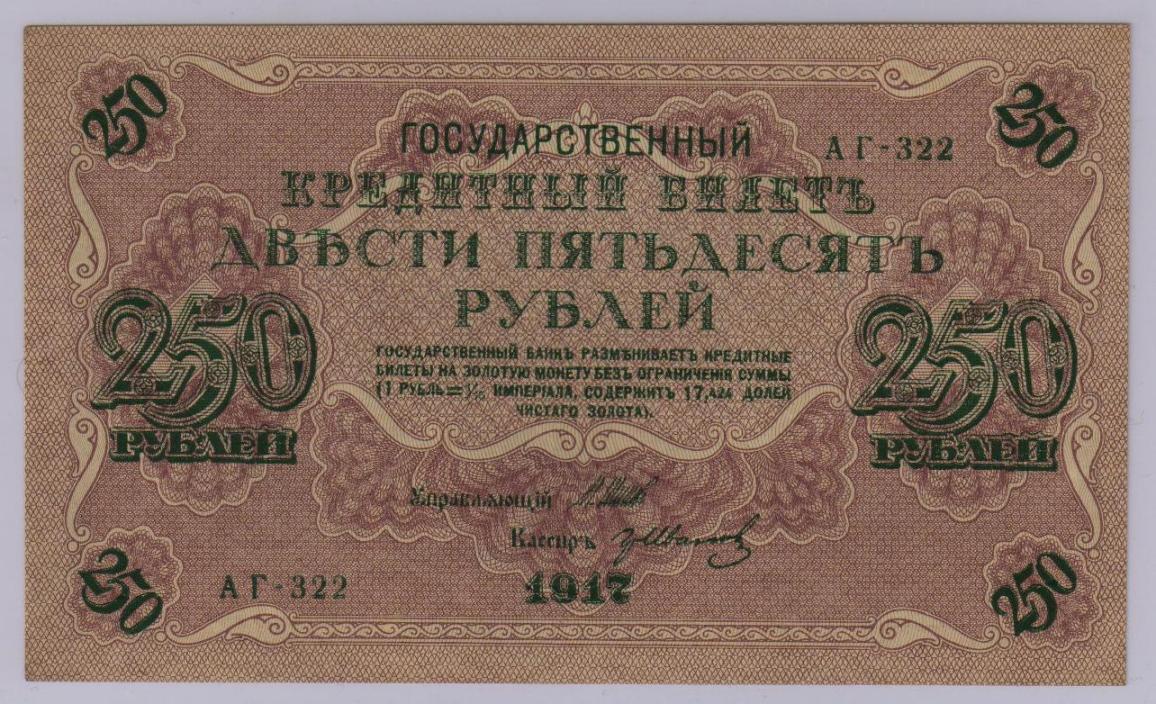 250
250
ГОСУДАРСТВЕННЫЙ
АГ-322
КРЕДИТНЫЙ БИЛЕТЪ
ДВѢСТИ ПЯТЬДЕСЯТЪ
РУБЛЕЙ
250
РУБЛЕЙ
250
РУБЛЕЙ
ГОСУДАРСТВЕННЫЙ БАНКЪ РАЗМѢНИВАЕТЪ КРЕДИТНЫЕ
БИЛЕТЫ НА ЗОЛОТУЮ МОНЕТУ БЕЗЪ ОГРАНИЧЕНІЯ СУММЫ
(1 РУБЛЬ = 1/15 ИМПЕРІАЛА, СОДЕРЖИТЪ 17,424 ДОЛЕЙ
ЧИСТАГО ЗОЛОТА).
Управляющій
Кассиръ
250
АГ-322
1917
250